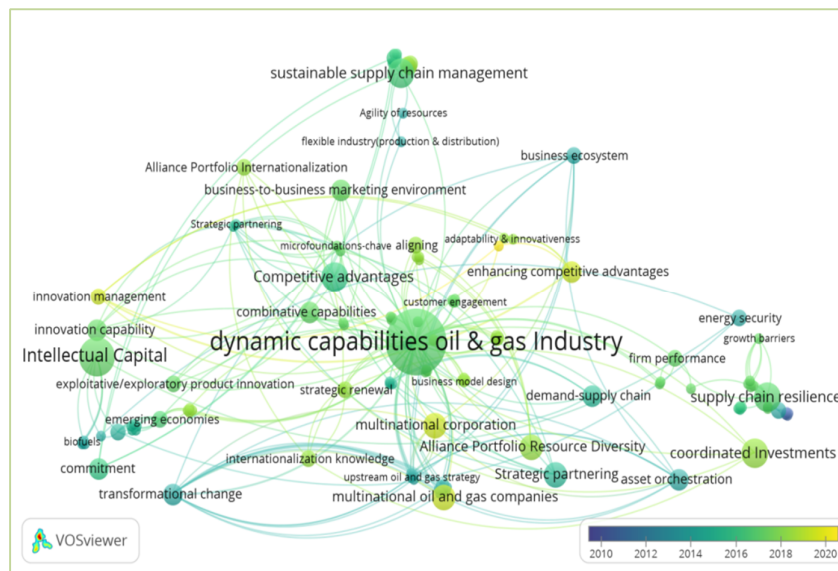 sustainable supply chain management
Agility of resources
flexible industry(production & distribution)
business ecosystem
Alliance Portfolio Internationalization
business-to-business marketing environment
Strategic partnering
microfoundations-chave
aligning
adaptability & innovativeness
Competitive advantages
enhancing competitive advantages
innovation management
combinative capabilities
customer engagement
energy security
innovation capability
dynamic capabilities oil & gas Industry
growth barriers
Intellectual Capital
firm performance
exploitative/exploratory product innovation
strategic renewal
business model design
demand-supply chain
supply chain resilience
emerging economies
multinational corporation
biofuels
Alliance Portfolio Resource Diversity
coordinated Investments
commitment
internationalization knowledge
upstream oil and gas strategy
Strategic partnering
asset orchestration
transformational change
multinational oil and gas companies
VOSviewer
2010 2012 2014 2016 2018 2020